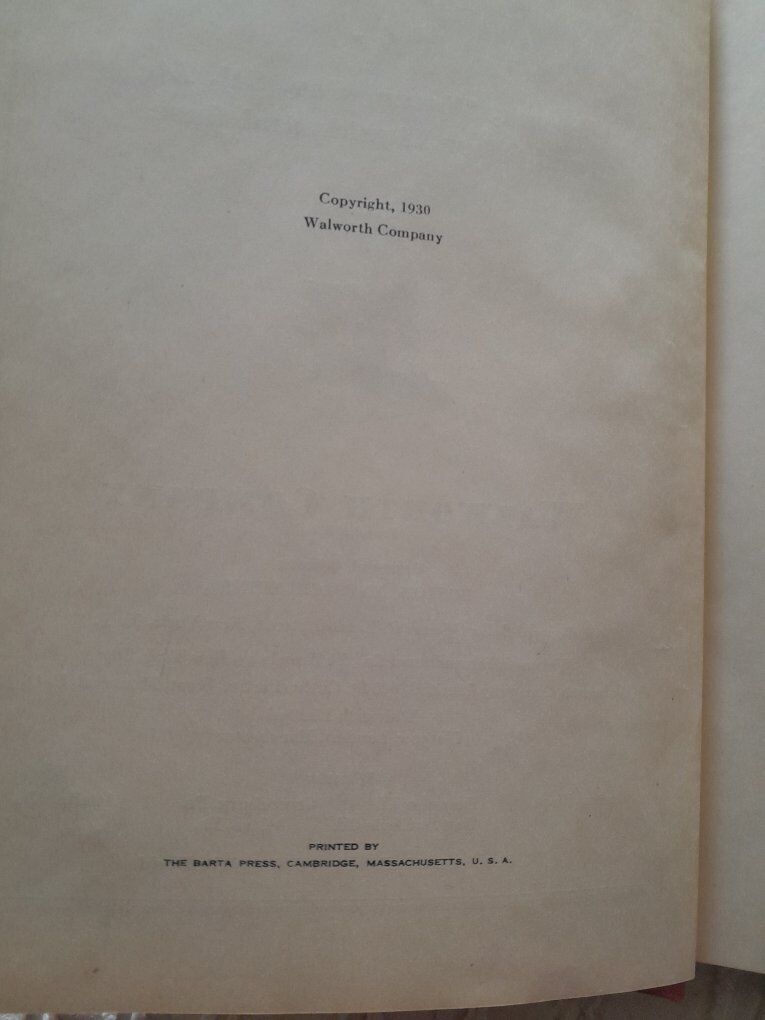 Copyright, 1930
Walworth Company
PRINTED BY
THE BARTA PRESS, CAMBRIDGE, MASSACHUSETTS, U. S. A.